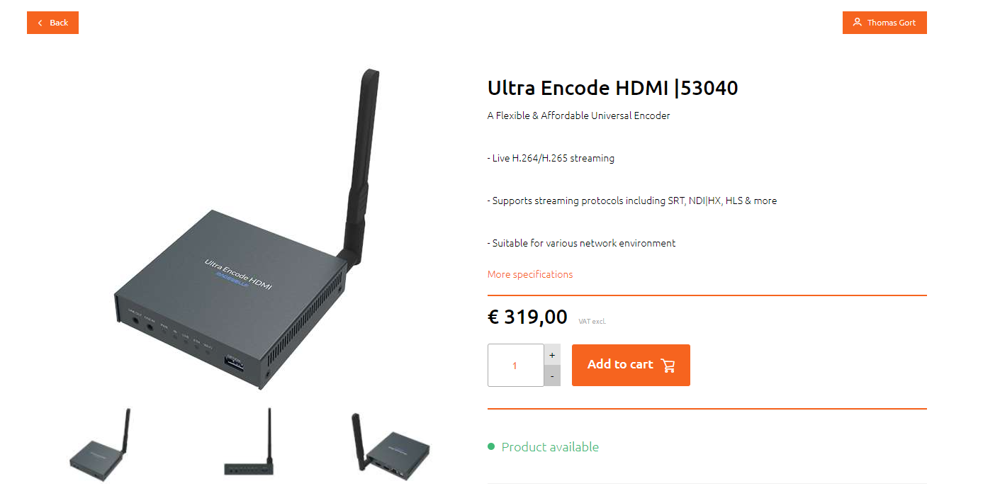 Back
Thomas Gort
Ultra Encode HDMI |53040
A Flexible & Affordable Universal Encoder
- Live H.264/H.265 streaming
- Supports streaming protocols including SRT, NDI|HX, HLS & more
- Suitable for various network environment
More specifications
€ 319,00 VAT excl.
1
+
-
Add to cart
Product available
Ultra Encode HDMI
MAGEWELL